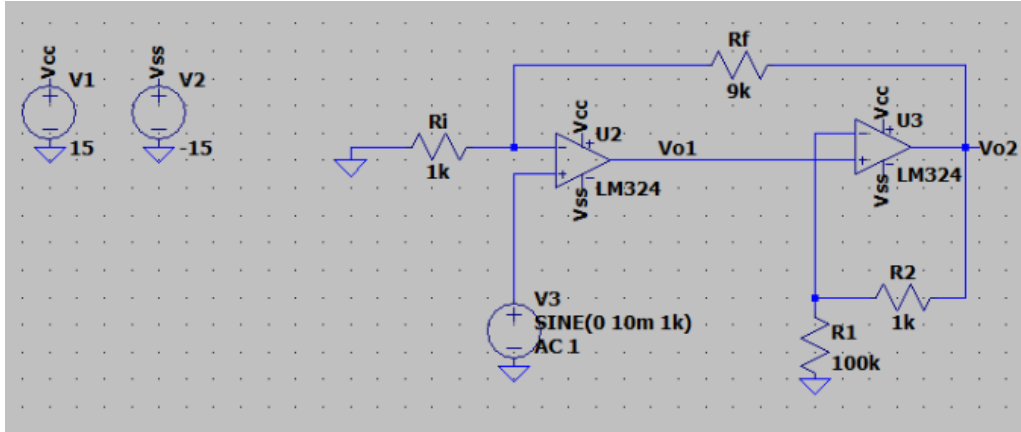 Vcc
V1
15
Vss
V2
-15
Ri
1k
Rf
9k
Vcc
U2
LM324
Vss
Vo1
Vcc
U3
LM324
Vss
Vo2
V3
SINE(0 10m 1k)
AC 1
R2
1k
R1
100k